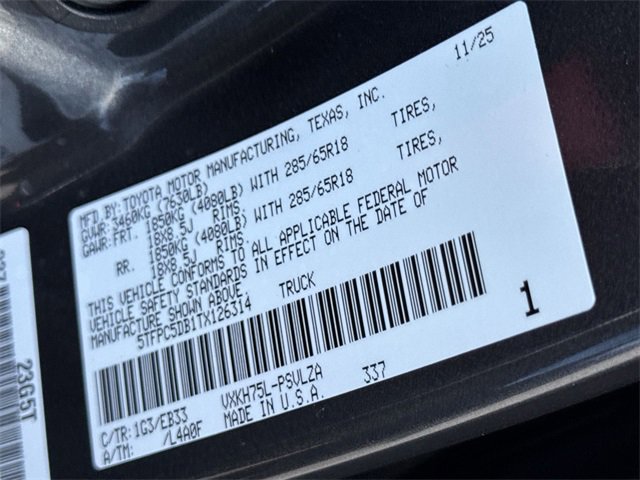 11/25
MFD.BY: TOYOTA MOTOR MANUFACTURING, TEXAS, INC.
GVWR: 3460KG (7630LB)
GAWR: FRT. 1850KG (4080LB) WITH 285/65R18 TIRES,
18X8.5J RIMS.
RR. 1850KG (4080LB) WITH 285/65R18 TIRES,
18X8.5J RIMS.
THIS VEHICLE CONFORMS TO ALL APPLICABLE FEDERAL MOTOR
VEHICLE SAFETY STANDARDS IN EFFECT ON THE DATE OF
MANUFACTURE SHOWN ABOVE
5TFPC5DB1TX126314 TRUCK
1
C/TR: 1G3/EB33 VXKH75L-PSVLZA 337
A/TM: /L4A0F MADE IN U.S.A.
23G5T